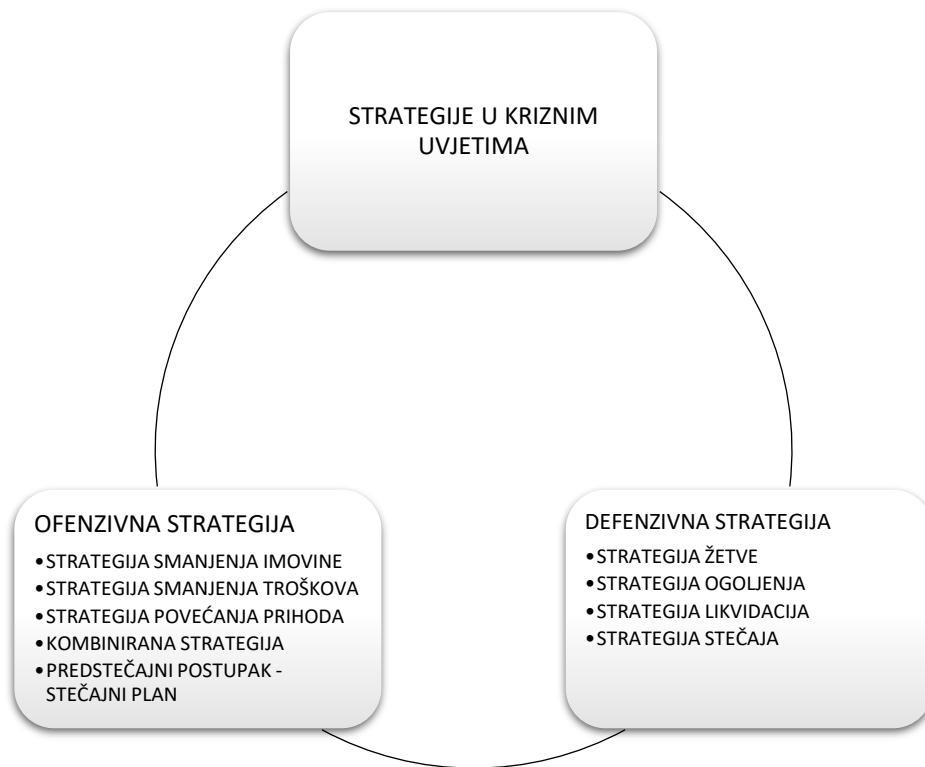 STRATEGIJE U KRIZNIM
UVJETIMA
OFENZIVNA STRATEGIJA
•STRATEGIJA SMANJENJA IMOVINE
•STRATEGIJA SMANJENJA TROŠKOVA
•STRATEGIJA POVEĆANJA PRIHODA
•KOMBINIRANA STRATEGIJA
•PREDSTEČAJNI POSTUPAK -
STEČAJNI PLAN
DEFENZIVNA STRATEGIJA
•STRATEGIJA ŽETVE
•STRATEGIJA OGOLJENJA
•STRATEGIJA LIKVIDACIJA
•STRATEGIJA STEČAJA